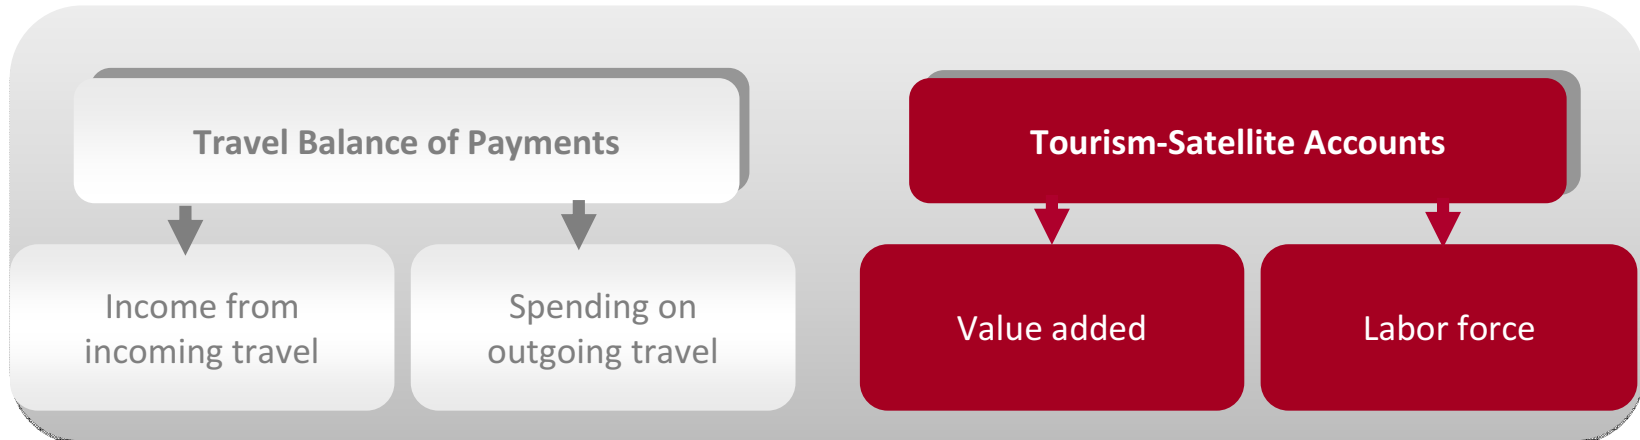 Travel Balance of Payments
Tourism-Satellite Accounts
Income from
incoming travel
Spending on
outgoing travel
Value added
Labor force